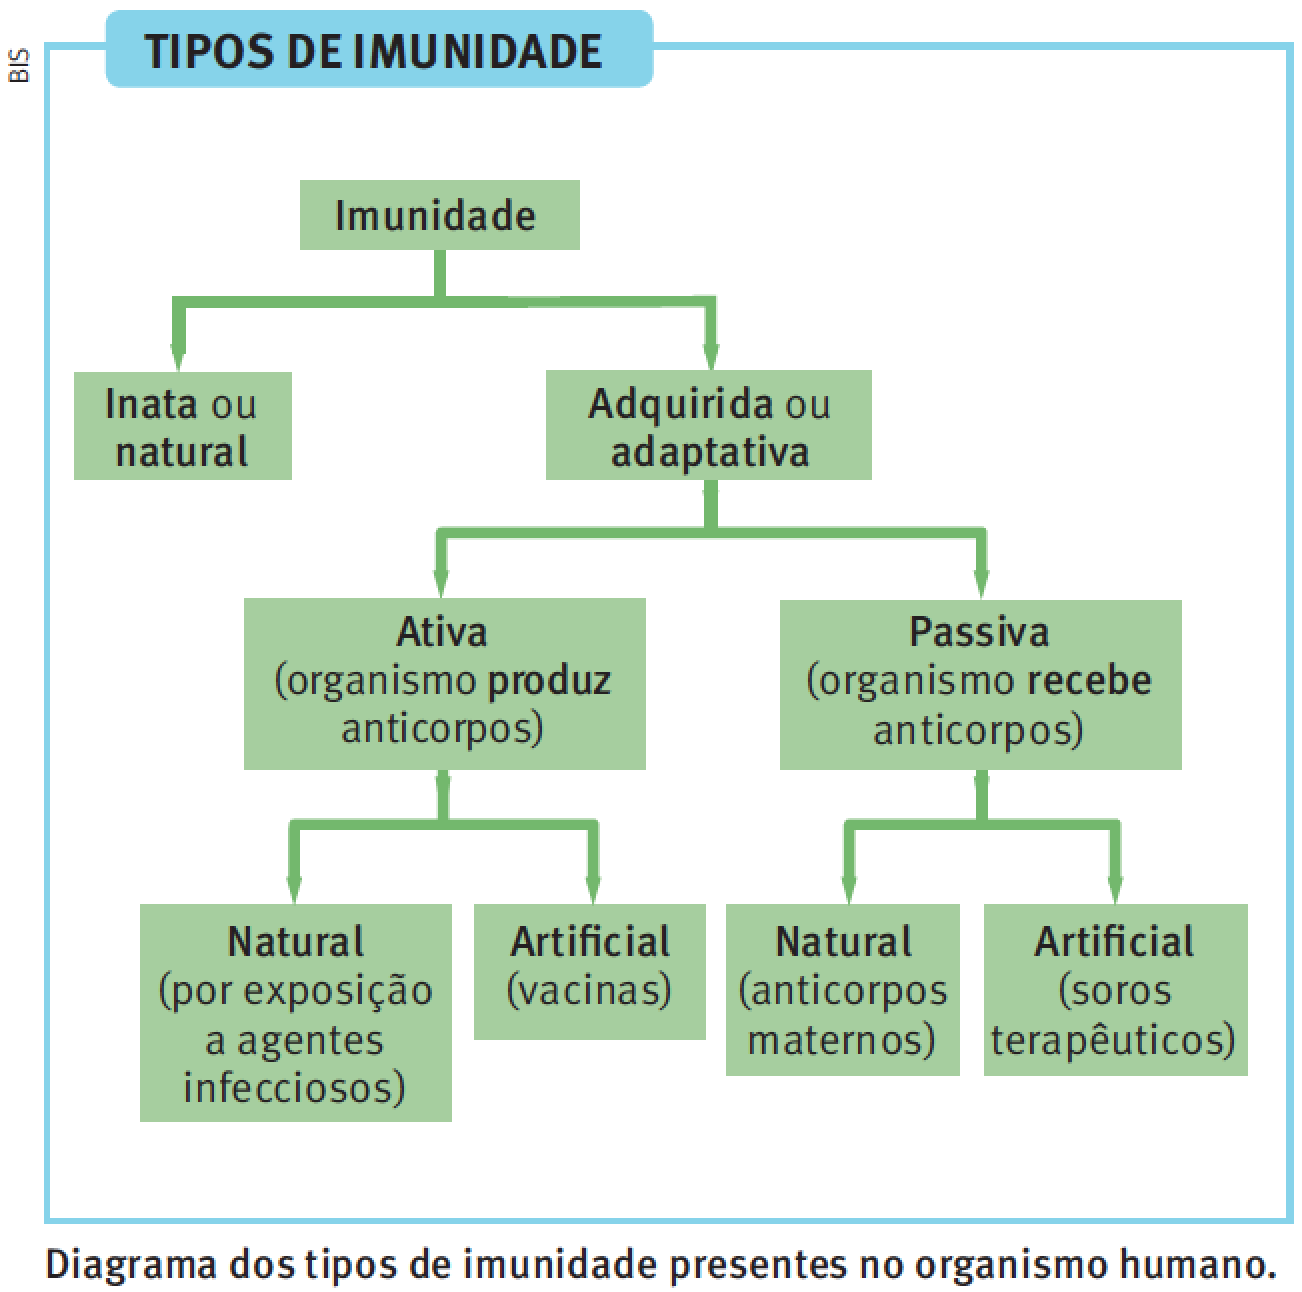 BIS
TIPOS DE IMUNIDADE
Imunidade
Inata ou
natural
Adquirida ou
adaptativa
Ativa
(organismo produz
anticorpos)
Passiva
(organismo recebe
anticorpos)
Natural
(por exposição
a agentes
infecciosos)
Artificial
(vacinas)
Natural
(anticorpos
maternos)
Artificial
(soros
terapêuticos)
Diagrama dos tipos de imunidade presentes no organismo humano.